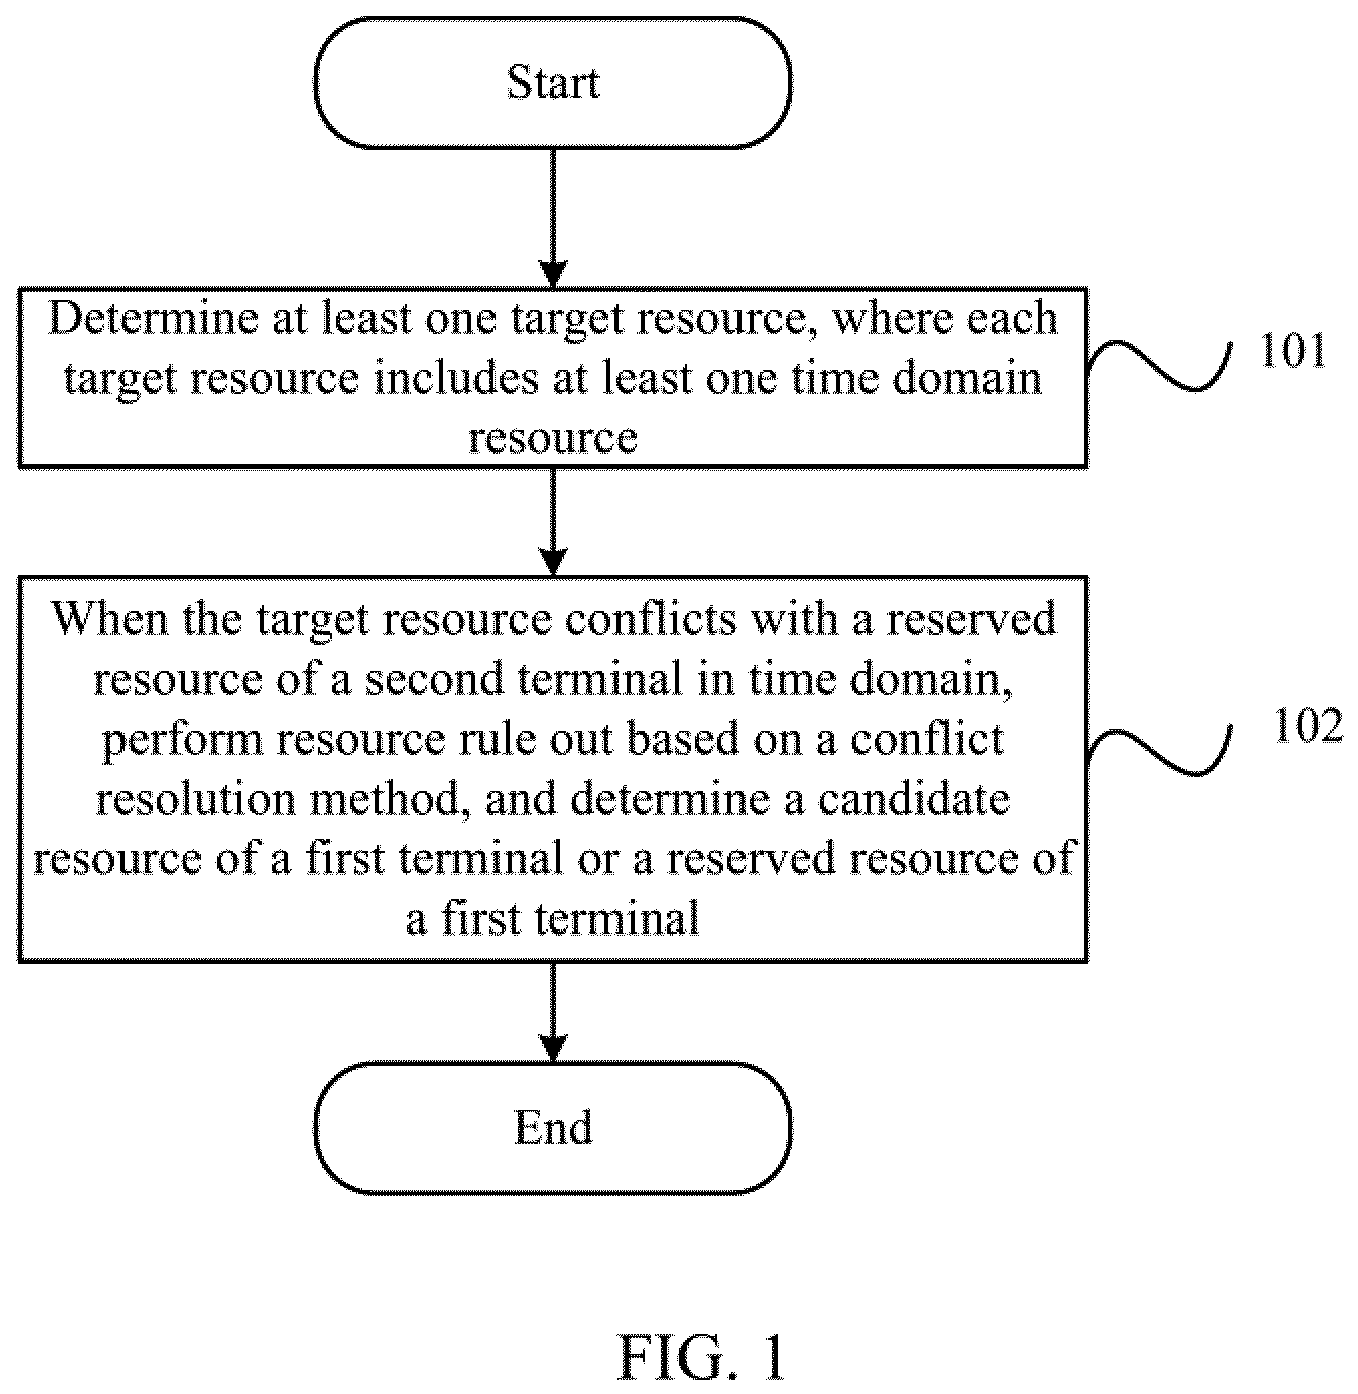 Start
Determine at least one target resource, where each
target resource includes at least one time domain
resource
101
When the target resource conflicts with a reserved
resource of a second terminal in time domain,
perform resource rule out based on a conflict
resolution method, and determine a candidate
resource of a first terminal or a reserved resource of
a first terminal
102
End
FIG. 1